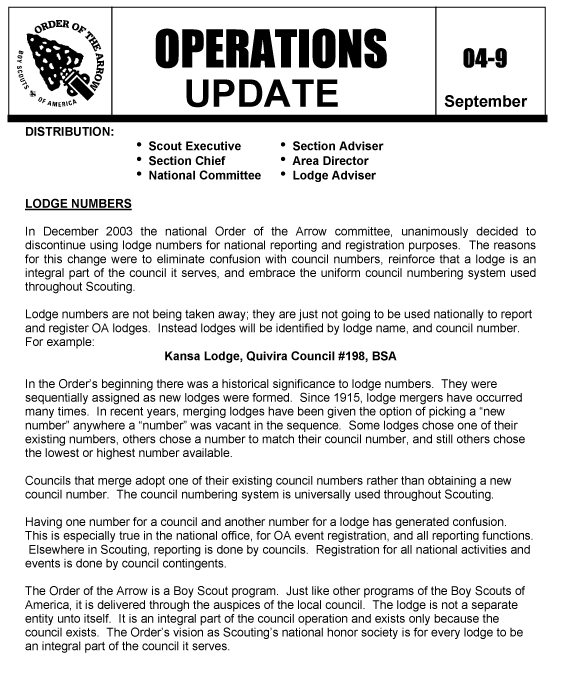 ORDER OF THE ARROW
BOY SCOUTS OF AMERICA
OPERATIONS
UPDATE
04-9
September
DISTRIBUTION:
• Scout Executive • Section Adviser
• Section Chief • Area Director
• National Committee • Lodge Adviser
LODGE NUMBERS
In December 2003 the national Order of the Arrow committee, unanimously decided to
discontinue using lodge numbers for national reporting and registration purposes. The reasons
for this change were to eliminate confusion with council numbers, reinforce that a lodge is an
integral part of the council it serves, and embrace the uniform council numbering system used
throughout Scouting.
Lodge numbers are not being taken away; they are just not going to be used nationally to report
and register OA lodges. Instead lodges will be identified by lodge name, and council number.
For example:
Kansa Lodge, Quivira Council #198, BSA
In the Order's beginning there was a historical significance to lodge numbers. They were
sequentially assigned as new lodges were formed. Since 1915, lodge mergers have occurred
many times. In recent years, merging lodges have been given the option of picking a “new
number” anywhere a “number” was vacant in the sequence. Some lodges chose one of their
existing numbers, others chose a number to match their council number, and still others chose
the lowest or highest number available.
Councils that merge adopt one of their existing council numbers rather than obtaining a new
council number. The council numbering system is universally used throughout Scouting.
Having one number for a council and another number for a lodge has generated confusion.
This is especially true in the national office, for OA event registration, and all reporting functions.
Elsewhere in Scouting, reporting is done by councils. Registration for all national activities and
events is done by council contingents.
The Order of the Arrow is a Boy Scout program. Just like other programs of the Boy Scouts of
America, it is delivered through the auspices of the local council. The lodge is not a separate
entity unto itself. It is an integral part of the council operation and exists only because the
council exists. The Order's vision as Scouting's national honor society is for every lodge to be
an integral part of the council it serves.